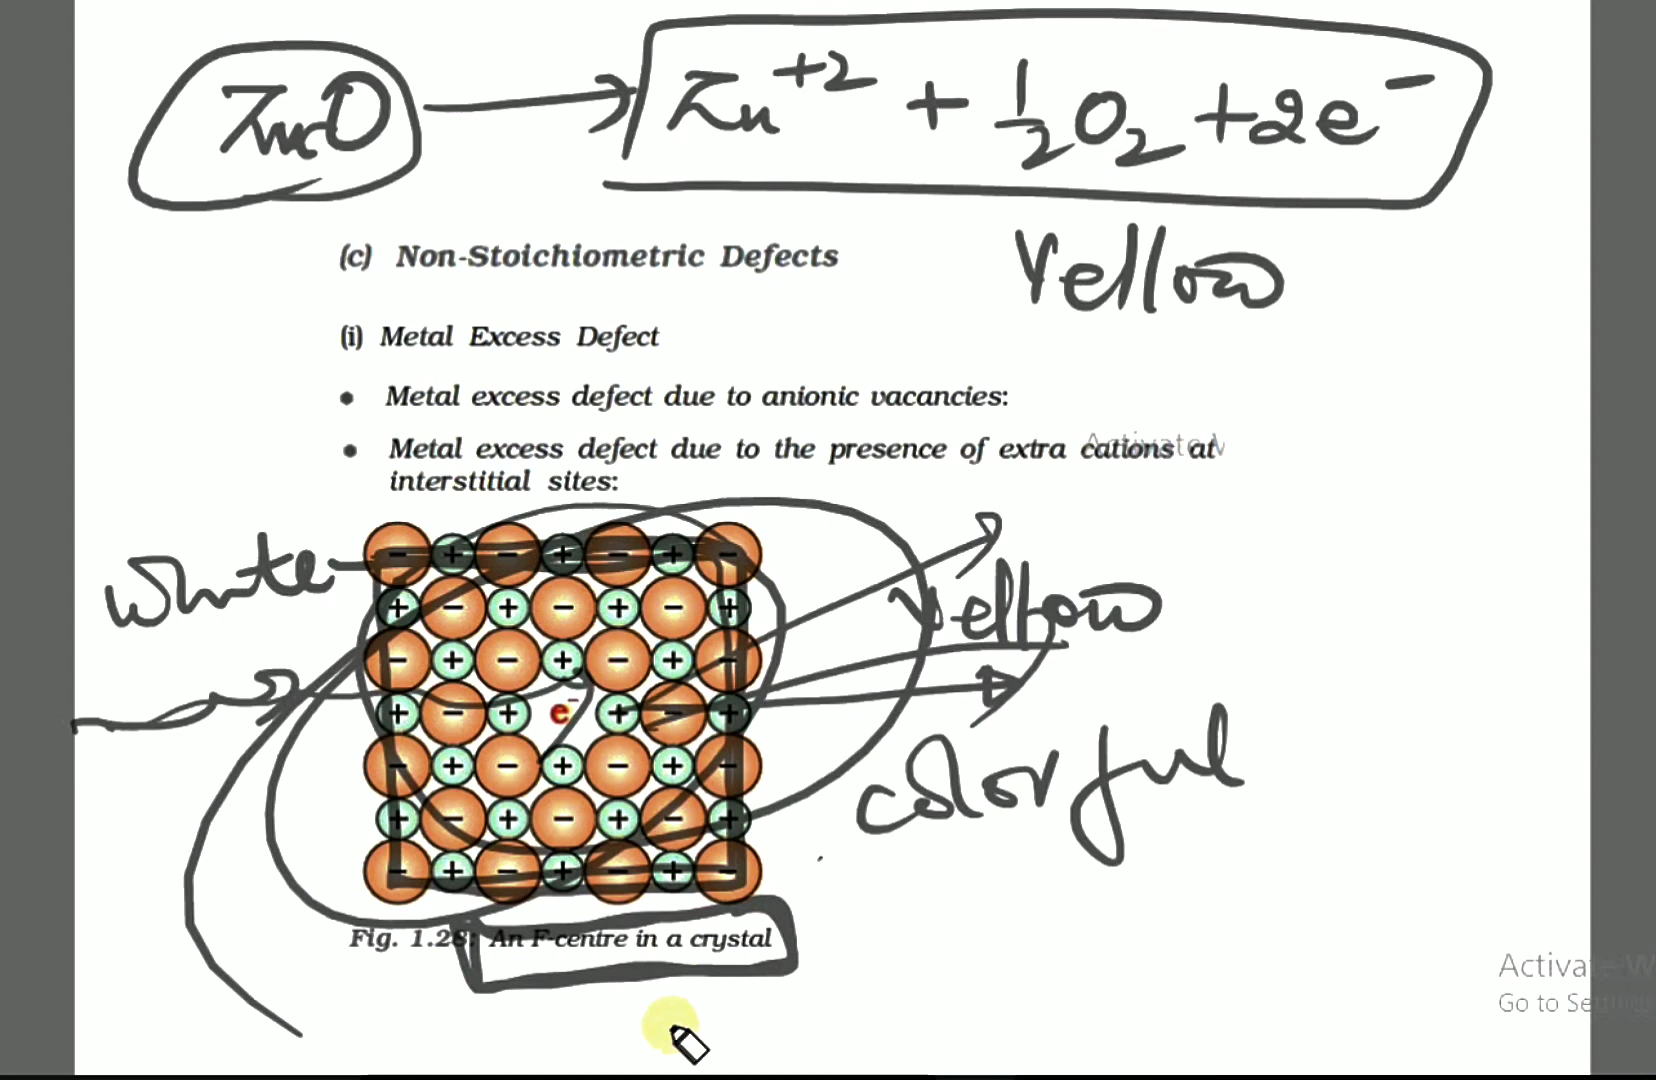 ZnO → Zn⁺² + ½O₂ + 2e⁻
(c) Non-Stoichiometric Defects
Yellow
(i) Metal Excess Defect
• Metal excess defect due to anionic vacancies:
• Metal excess defect due to the presence of extra cations at
interstitial sites:
white
Yellow
e⁻
colorful
Fig. 1.28: An F-centre in a crystal
Activate W
Go to Settings